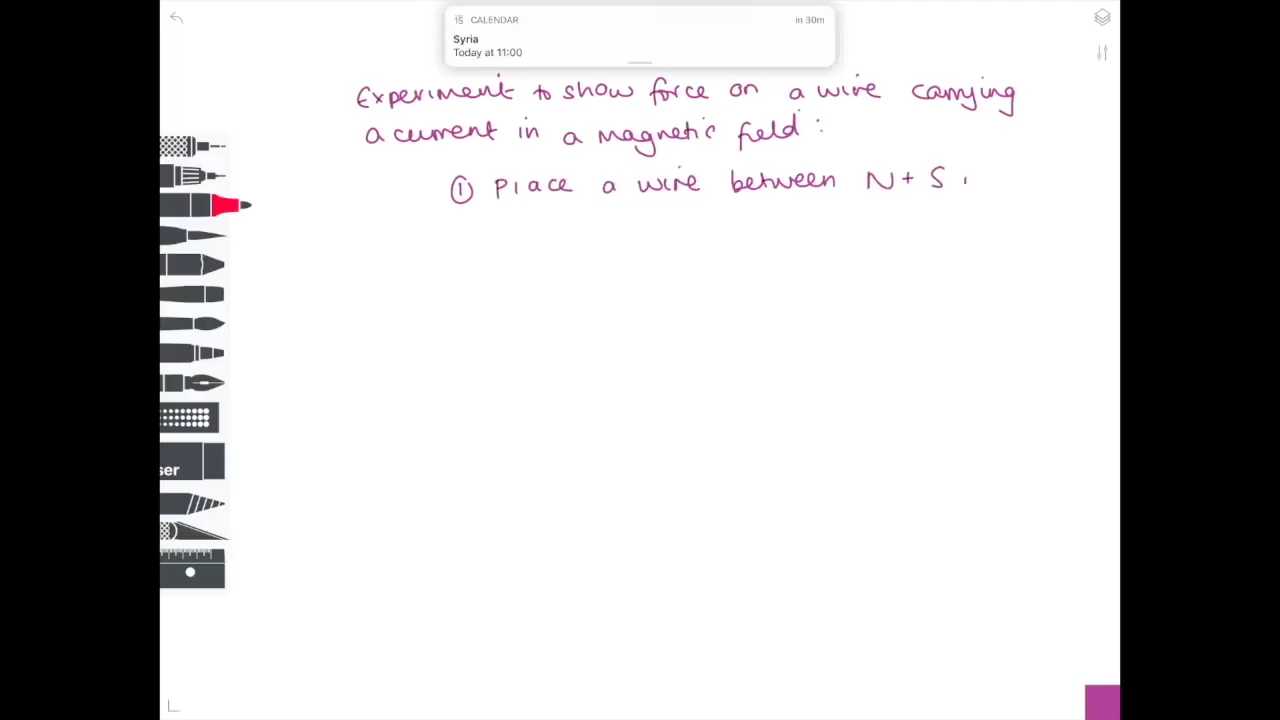 15 CALENDAR in 30m
Syria
Today at 11:00
Experiment to show force on a wire carrying
a current in a magnetic field :
① Place a wire between N + S
ser